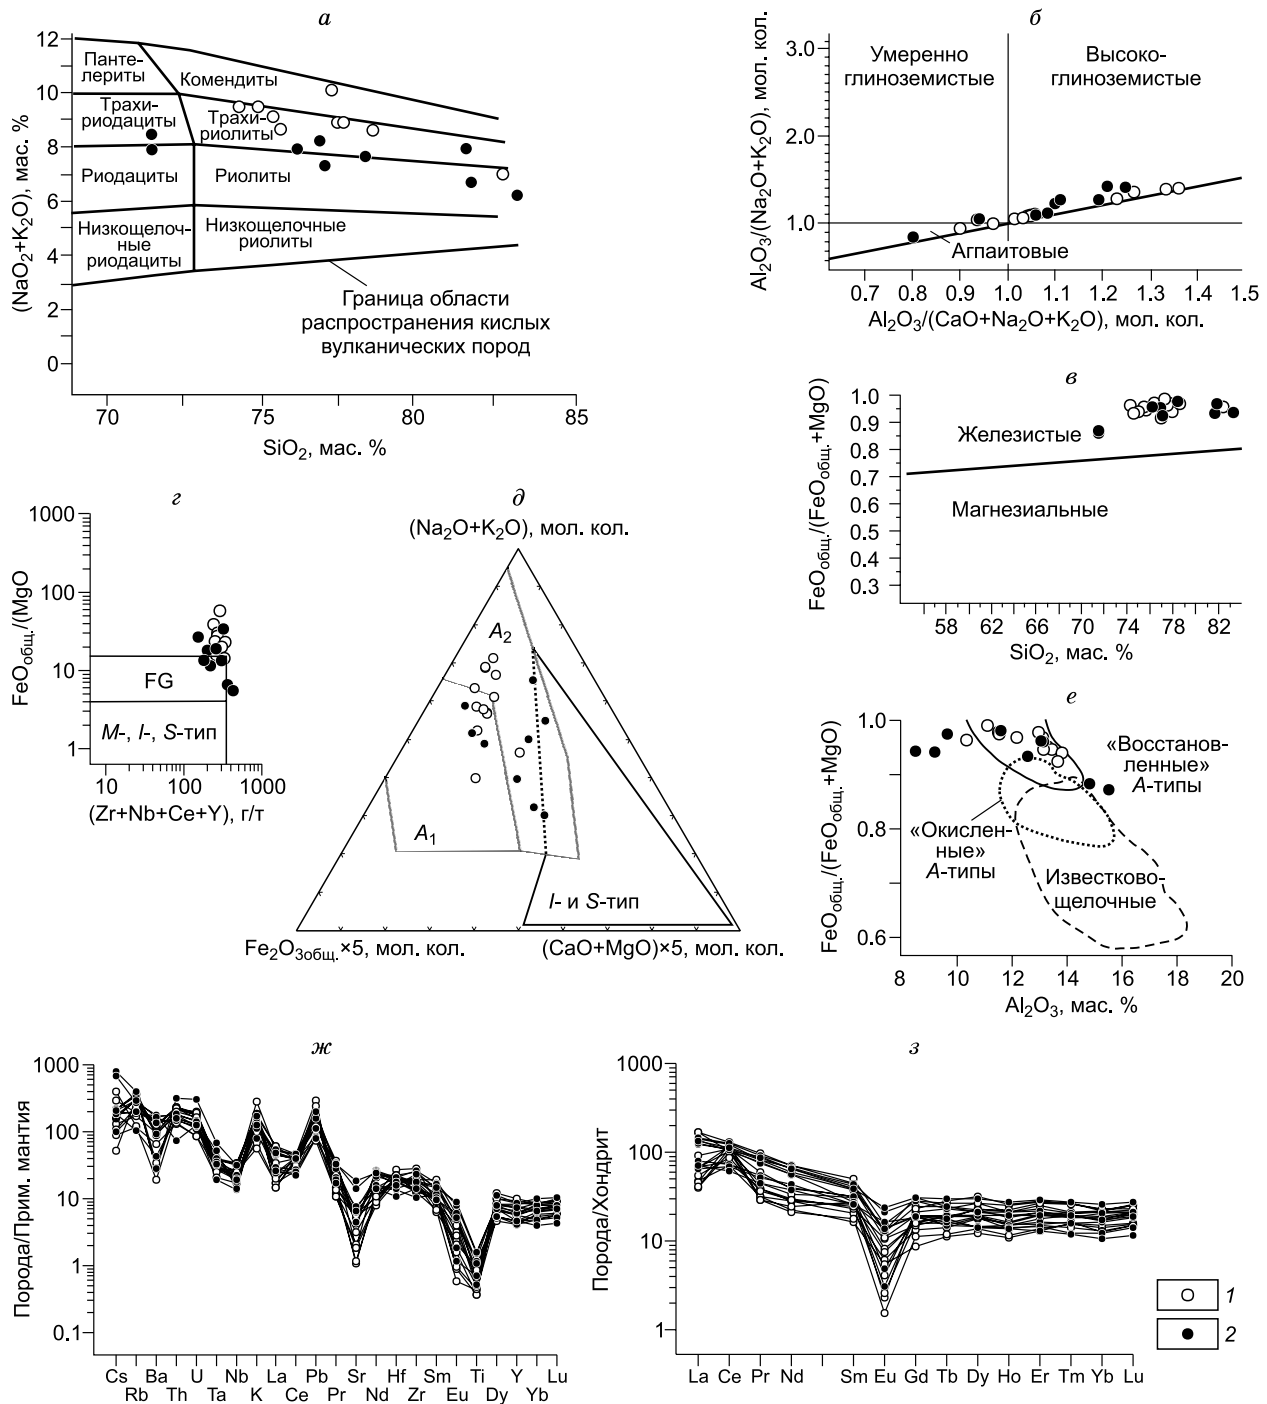 а
12
10
8
6
4
2
0
(NaO₂+K₂O), мас. %
Панте-
лериты
Комендиты
Трахи-
риодациты
Трахи-
риолиты
Риодациты
Риолиты
Низкощелоч-
ные
риодациты
Низкощелочные
риолиты
Граница области
распространения кислых
вулканических пород
70
75
80
85
SiO₂, мас. %
б
3.0
2.0
1.0
Al₂O₃/(Na₂O+K₂O), мол. кол.
Умеренно
глиноземистые
Высоко-
глиноземистые
Агпаитовые
0.7
0.8
0.9
1.0
1.1
1.2
1.3
1.4
1.5
Al₂O₃/(CaO+Na₂O+K₂O), мол. кол.
в
1.0
0.9
0.8
0.7
0.6
0.5
0.4
0.3
FeOобщ./(FeOобщ.+MgO)
Железистые
Магнезиальные
58
62
66
70
74
78
82
SiO₂, мас. %
г
1000
100
10
1
FeOобщ./(MgO
FG
M-, I-, S-тип
10
100
1000
(Zr+Nb+Ce+Y), г/т
д
(Na₂O+K₂O), мол. кол.
A₂
A₁
I- и S-тип
Fe₂O₃общ.×5, мол. кол.
(CaO+MgO)×5, мол. кол.
е
1.0
0.8
0.6
FeOобщ./(FeOобщ.+MgO)
«Восстанов-
ленные»
А-типы
«Окислен-
ные»
А-типы
Известково-
щелочные
8
10
12
14
16
18
20
Al₂O₃, мас. %
ж
1000
100
10
1
0.1
Порода/Прим. мантия
Cs
Rb
Ba
Th
U
Ta
Nb
K
La
Ce
Pb
Pr
Sr
Nd
Hf
Zr
Sm
Eu
Ti
Dy
Y
Yb
Lu
з
1000
100
10
1
Порода/Хондрит
La
Ce
Pr
Nd
Sm
Eu
Gd
Tb
Dy
Ho
Er
Tm
Yb
Lu
1
2